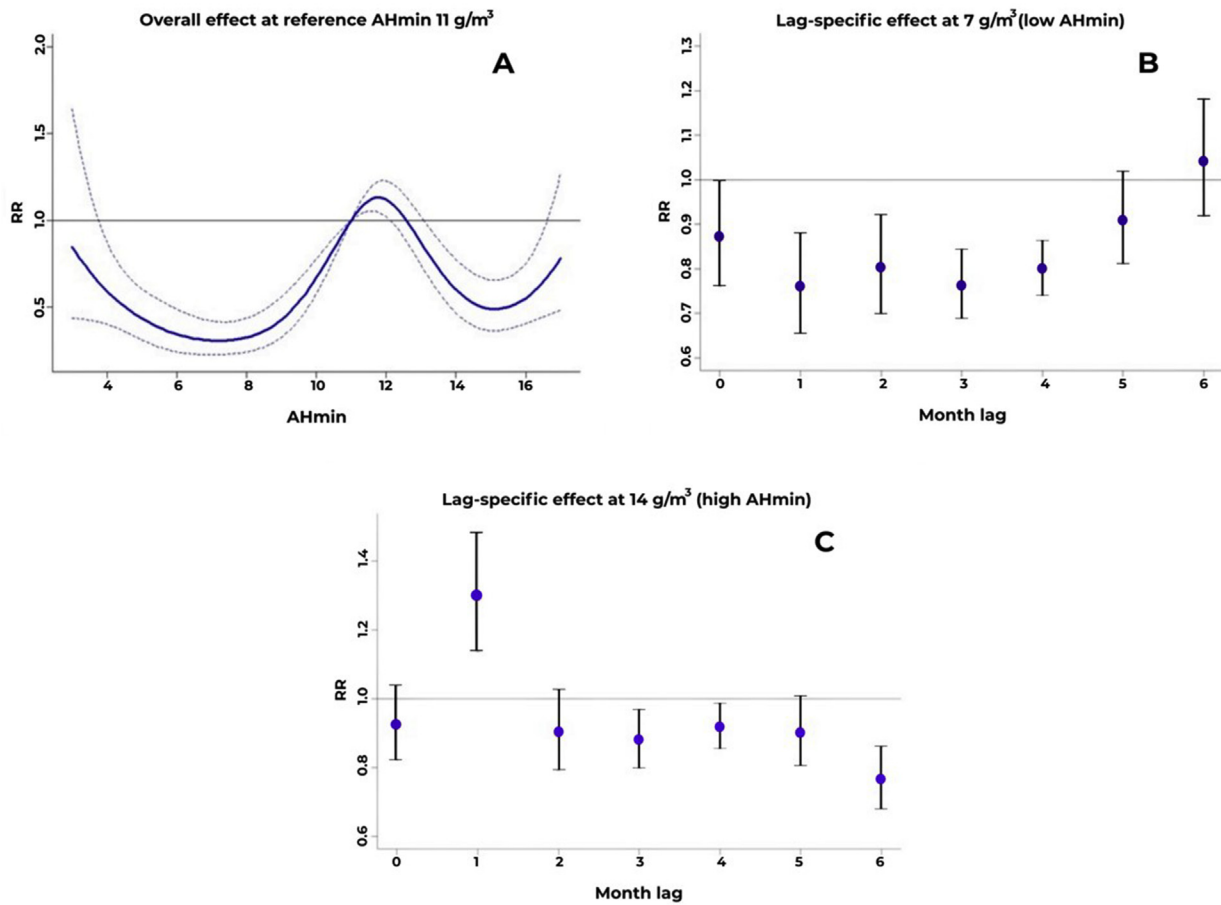 Overall effect at reference AHmin 11 g/m³
A
2.0
1.5
1.0
0.5
RR
4 6 8 10 12 14 16
AHmin
Lag-specific effect at 7 g/m³ (low AHmin)
B
1.3
1.2
1.1
1.0
0.9
0.8
0.7
0.6
RR
0 1 2 3 4 5 6
Month lag
Lag-specific effect at 14 g/m³ (high AHmin)
C
1.4
1.2
1.0
0.8
0.6
RR
0 1 2 3 4 5 6
Month lag